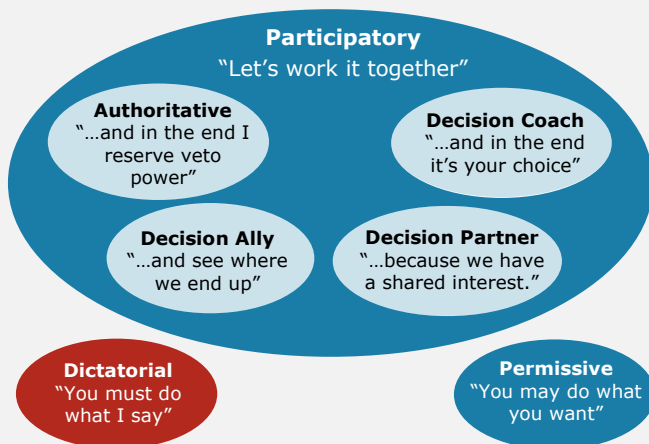 Participatory
“Let’s work it together”
Authoritative
“…and in the end I
reserve veto
power”
Decision Coach
“…and in the end
it’s your choice”
Decision Ally
“…and see where
we end up”
Decision Partner
“…because we have
a shared interest.”
Dictatorial
“You must do
what I say”
Permissive
“You may do what
you want”